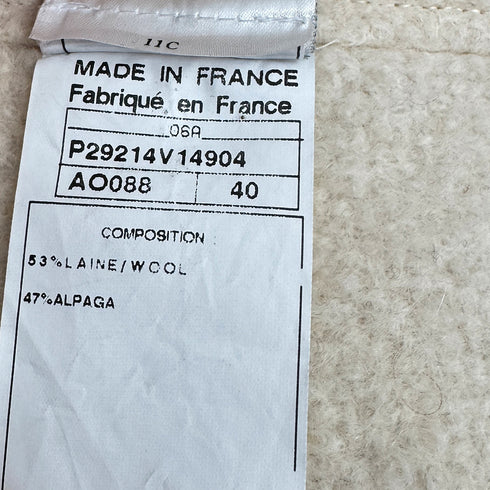 11C
MADE IN FRANCE
Fabriqué en France
06A
P29214V14904
AO088 40
COMPOSITION :
53%LAINE/WOOL
47%ALPAGA